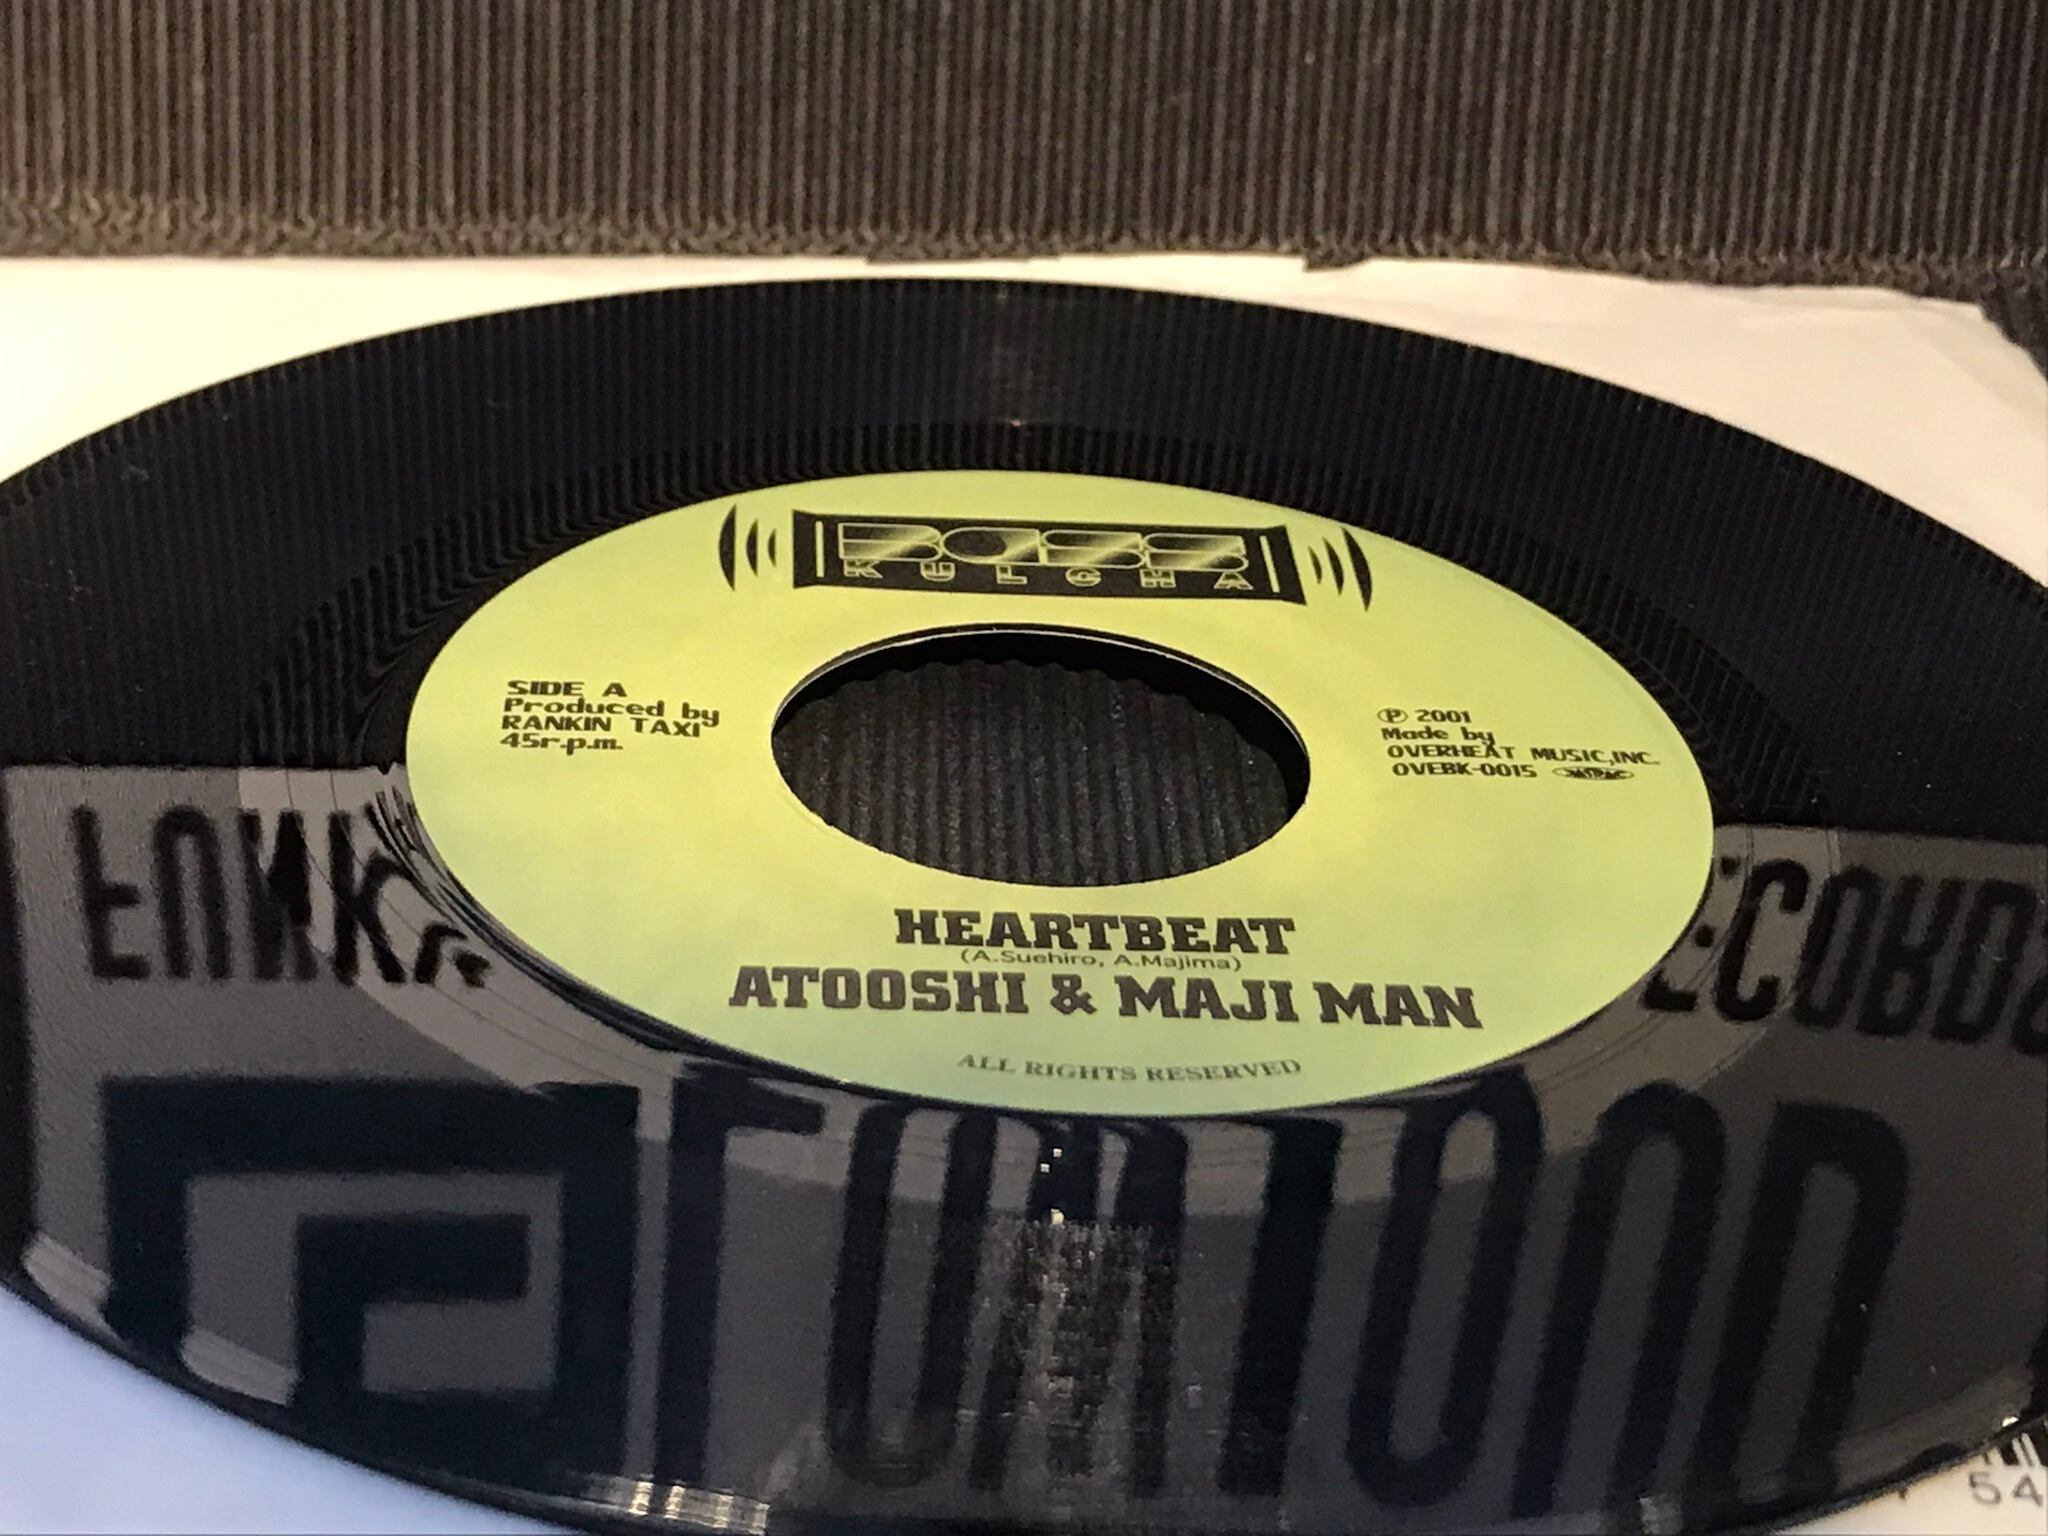 BASS
KULCHA
SIDE A
Produced by
RANKIN TAXI
45r.p.m.
Ⓟ 2001
Made by
OVERHEAT MUSIC,INC.
OVEBK-0015
HEARTBEAT
(A.Suehiro, A.Majima)
ATOOSHI & MAJI MAN
ALL RIGHTS RESERVED
54